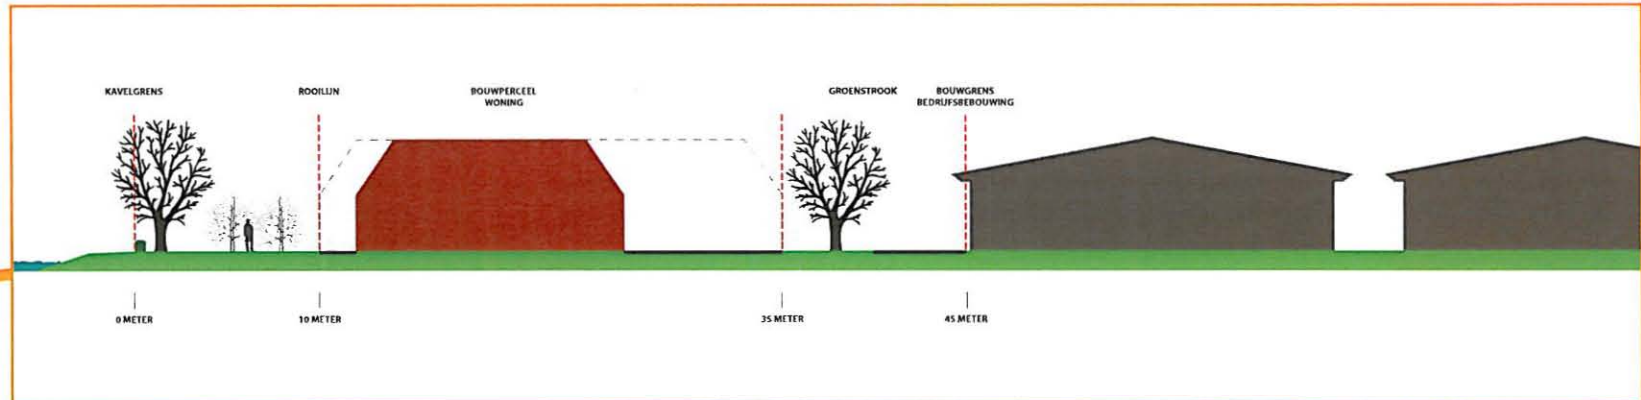 KAVELGRENS
ROOILIJN
BOUWPERCEEL
WONING
GROENSTROOK
BOUWGRENS
BEDRIJFSBEBOUWING
0 METER
10 METER
35 METER
45 METER